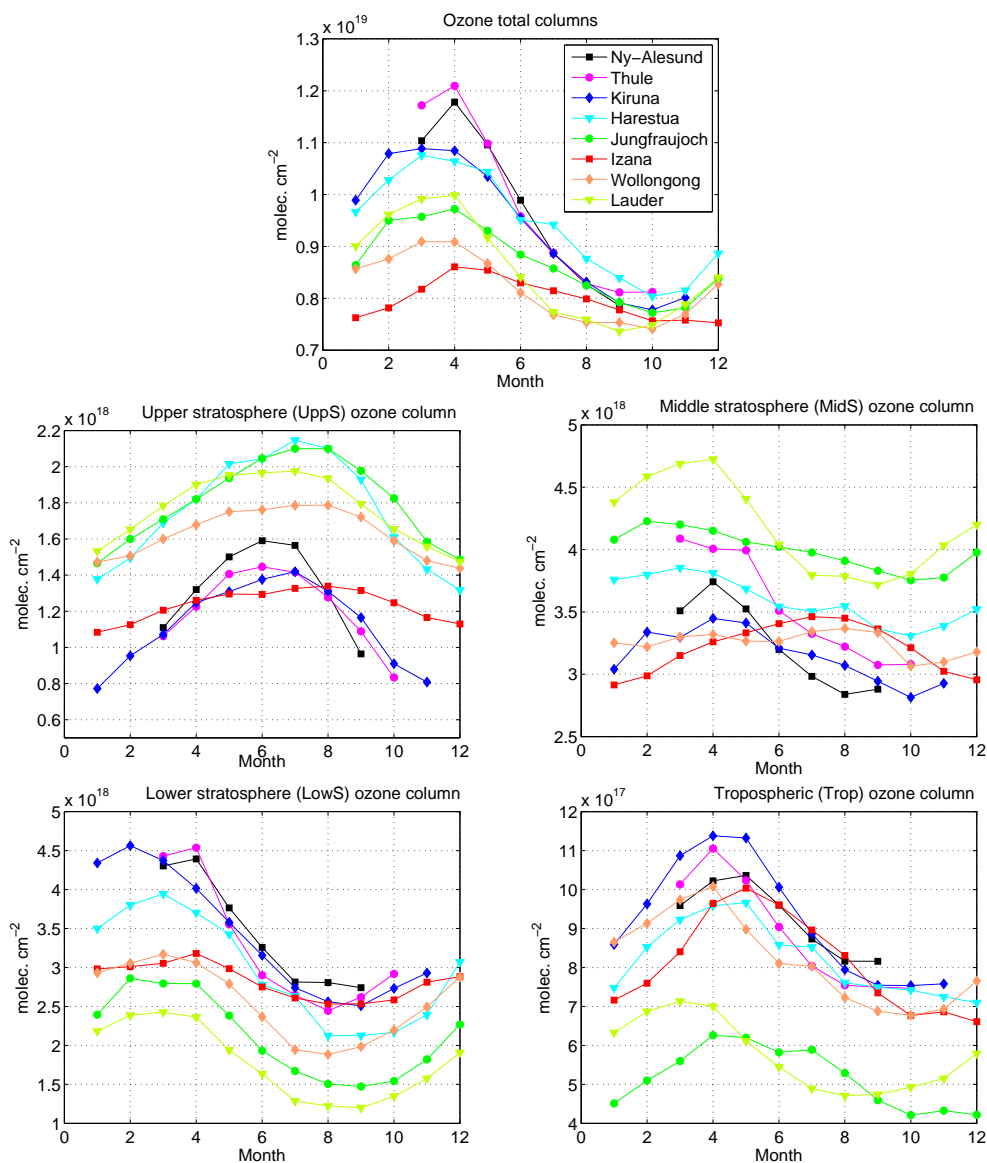 Ozone total columns
x 10^19
1.3
1.2
1.1
1
0.9
0.8
0.7
molec. cm−2
0 2 4 6 8 10 12
Month
Ny−Alesund
Thule
Kiruna
Harestua
Jungfraujoch
Izana
Wollongong
Lauder
Upper stratosphere (UppS) ozone column
x 10^18
2.2
2
1.8
1.6
1.4
1.2
1
0.8
0.6
molec. cm−2
0 2 4 6 8 10 12
Month
Middle stratosphere (MidS) ozone column
x 10^18
5
4.5
4
3.5
3
2.5
molec. cm−2
0 2 4 6 8 10 12
Month
Lower stratosphere (LowS) ozone column
x 10^18
5
4.5
4
3.5
3
2.5
2
1.5
1
molec. cm−2
0 2 4 6 8 10 12
Month
Tropospheric (Trop) ozone column
x 10^17
12
11
10
9
8
7
6
5
4
molec. cm−2
0 2 4 6 8 10 12
Month